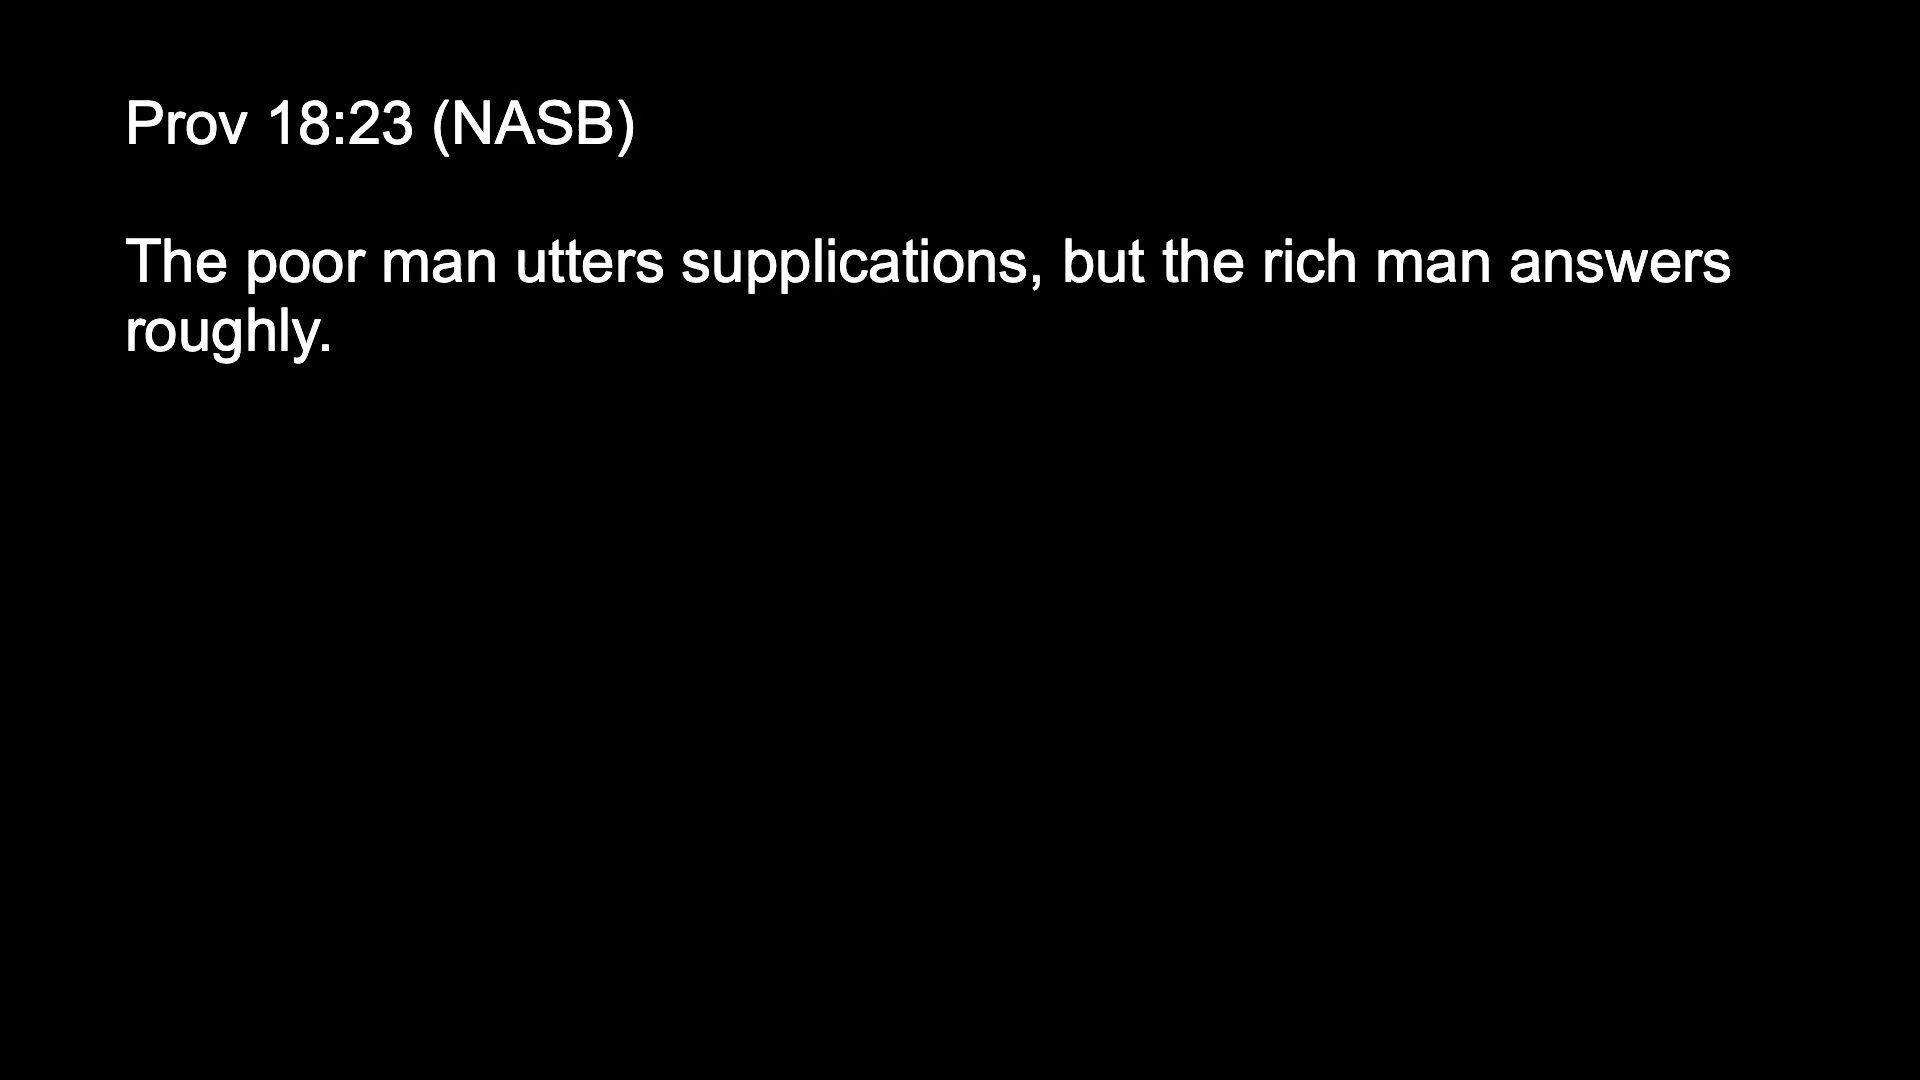 Prov 18:23 (NASB)
The poor man utters supplications, but the rich man answers
roughly.